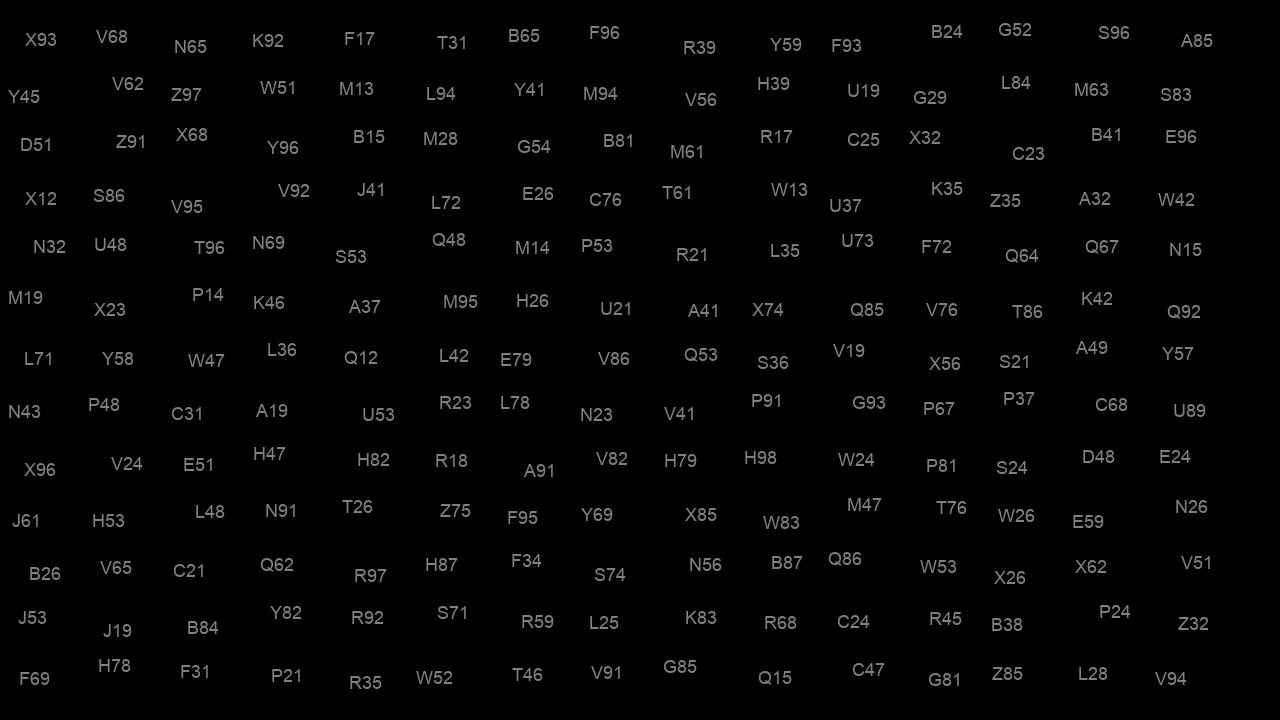 X93 V68 N65 K92 F17 T31 B65 F96 R39 Y59 F93 B24 G52 S96 A85
Y45 V62 Z97 W51 M13 L94 Y41 M94 V56 H39 U19 G29 L84 M63 S83
D51 Z91 X68 Y96 B15 M28 G54 B81 M61 R17 C25 X32 C23 B41 E96
X12 S86 V95 V92 J41 L72 E26 C76 T61 W13 U37 K35 Z35 A32 W42
N32 U48 T96 N69 S53 Q48 M14 P53 R21 L35 U73 F72 Q64 Q67 N15
M19 X23 P14 K46 A37 M95 H26 U21 A41 X74 Q85 V76 T86 K42 Q92
L71 Y58 W47 L36 Q12 L42 E79 V86 Q53 S36 V19 X56 S21 A49 Y57
N43 P48 C31 A19 U53 R23 L78 N23 V41 P91 G93 P67 P37 C68 U89
X96 V24 E51 H47 H82 R18 A91 V82 H79 H98 W24 P81 S24 D48 E24
J61 H53 L48 N91 T26 Z75 F95 Y69 X85 W83 M47 T76 W26 E59 N26
B26 V65 C21 Q62 R97 H87 F34 S74 N56 B87 Q86 W53 X26 X62 V51
J53 J19 B84 Y82 R92 S71 R59 L25 K83 R68 C24 R45 B38 P24 Z32
F69 H78 F31 P21 R35 W52 T46 V91 G85 Q15 C47 G81 Z85 L28 V94